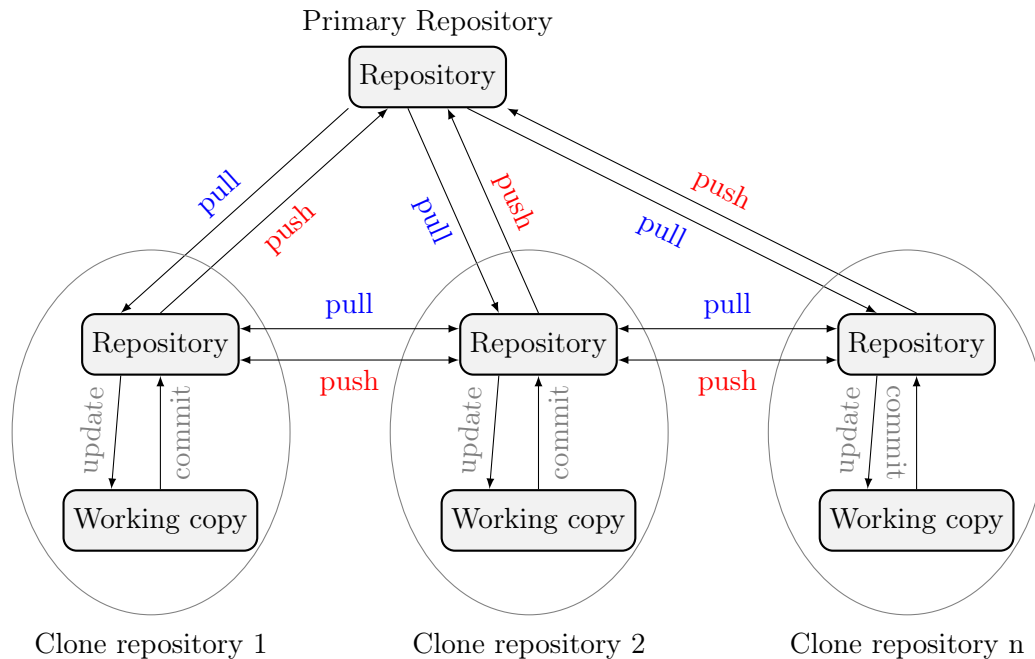 Primary Repository
Repository
pull
push
pull
push
pull
push
pull
pull
Repository
Repository
Repository
push
push
update
commit
update
commit
update
commit
Working copy
Working copy
Working copy
Clone repository 1
Clone repository 2
Clone repository n